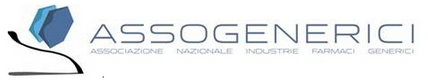 ASSOGENERICI
ASSOCIAZIONE NAZIONALE INDUSTRIE FARMACI GENERICI